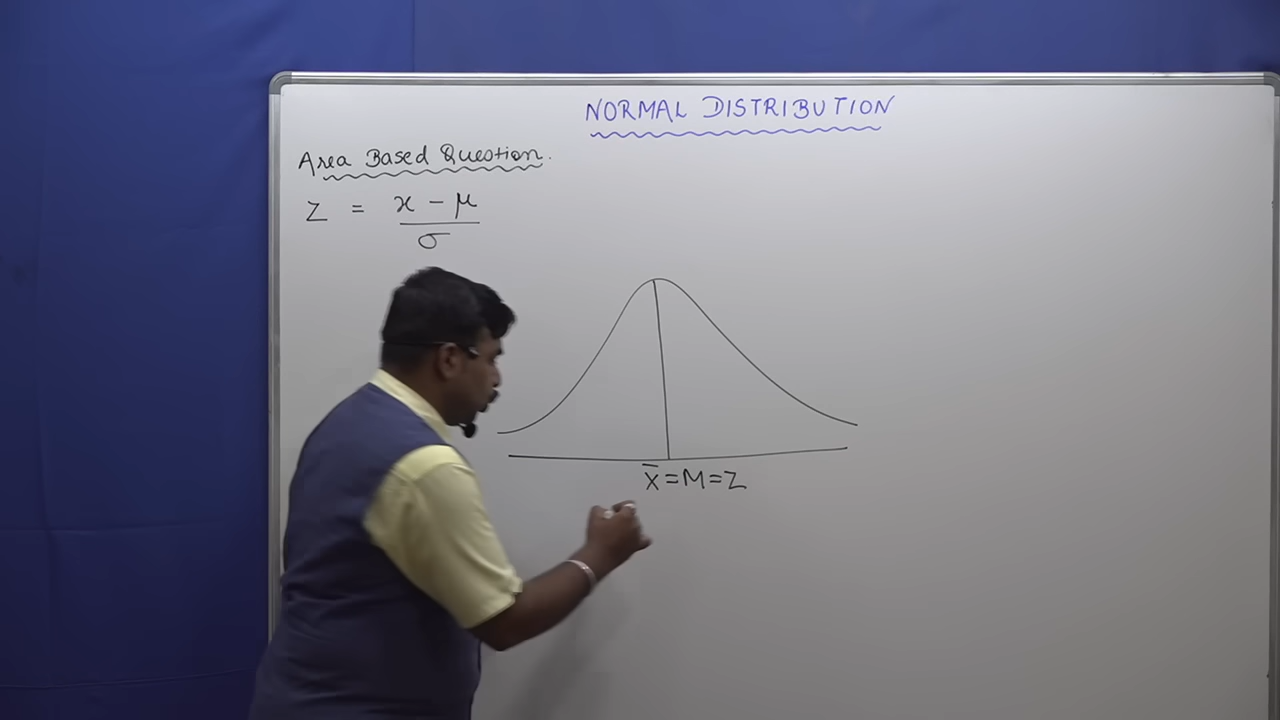 NORMAL DISTRIBUTION
Area Based Question.
Z = x - μ
σ
x̄ = M = Z